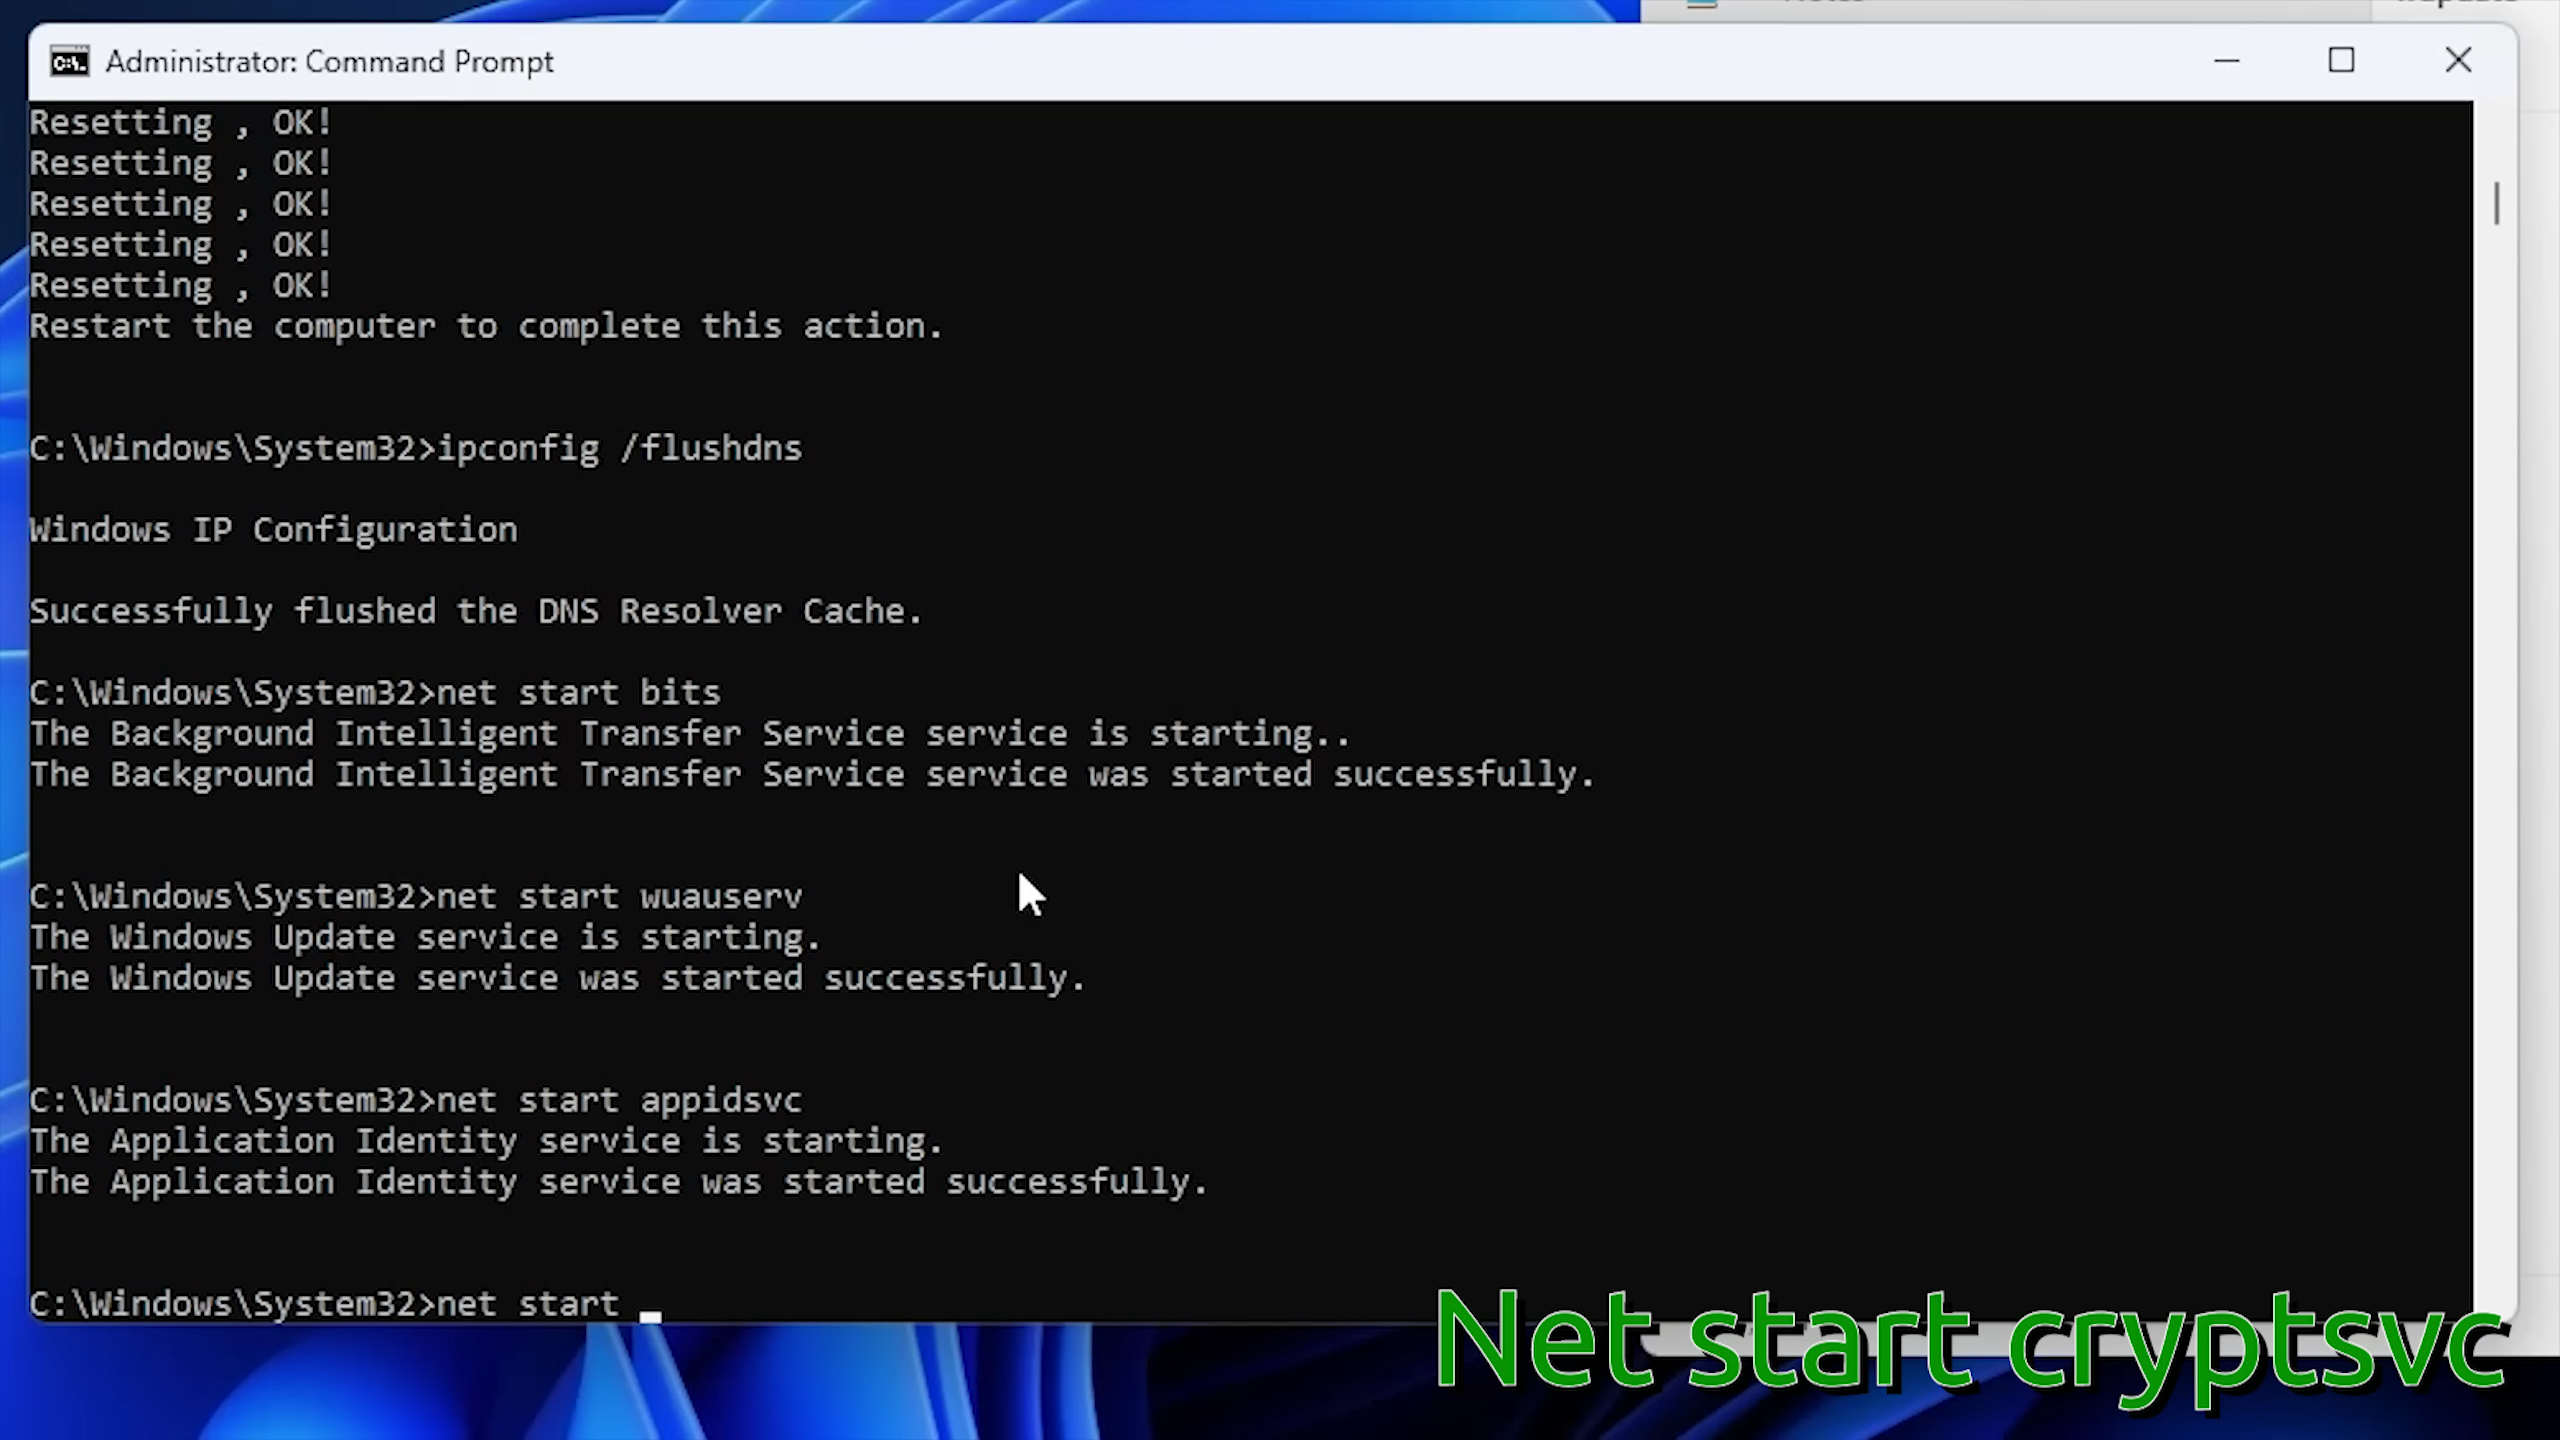 Administrator: Command Prompt
Resetting , OK!
Resetting , OK!
Resetting , OK!
Resetting , OK!
Resetting , OK!
Restart the computer to complete this action.
C:\Windows\System32>ipconfig /flushdns
Windows IP Configuration
Successfully flushed the DNS Resolver Cache.
C:\Windows\System32>net start bits
The Background Intelligent Transfer Service service is starting..
The Background Intelligent Transfer Service service was started successfully.
C:\Windows\System32>net start wuauserv
The Windows Update service is starting.
The Windows Update service was started successfully.
C:\Windows\System32>net start appidsvc
The Application Identity service is starting.
The Application Identity service was started successfully.
C:\Windows\System32>net start
Net start cryptsvc